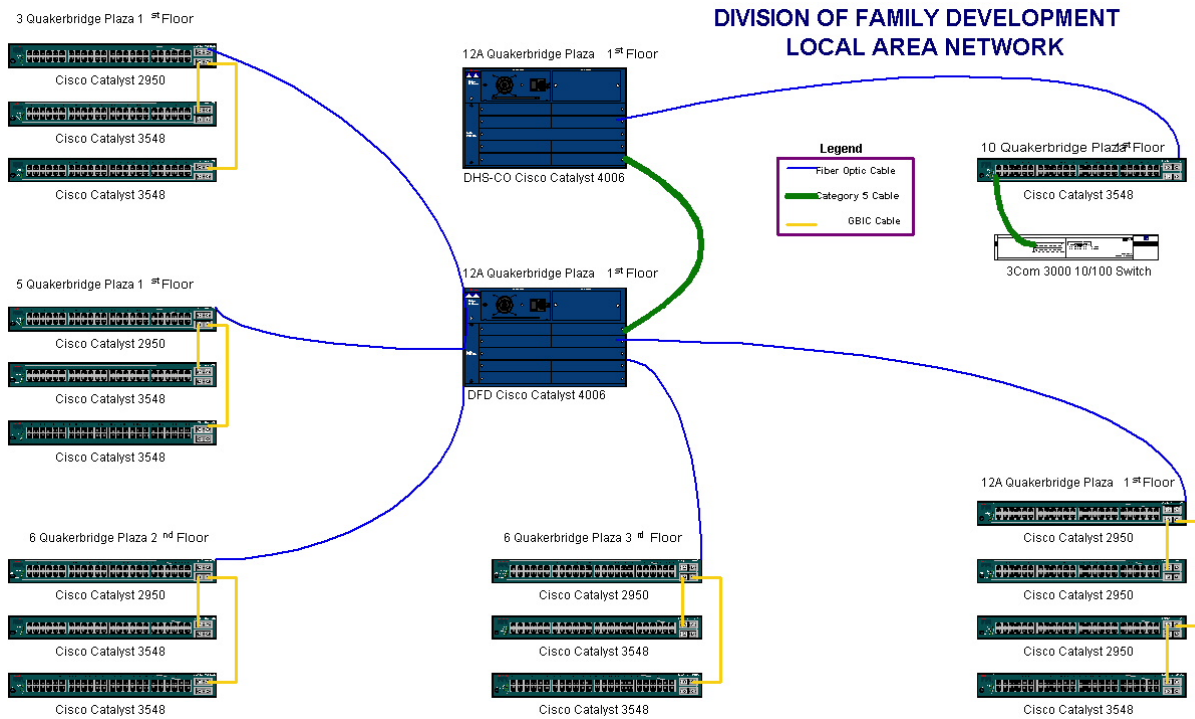 DIVISION OF FAMILY DEVELOPMENT
LOCAL AREA NETWORK
3 Quakerbridge Plaza 1 st Floor
Cisco Catalyst 2950
Cisco Catalyst 3548
Cisco Catalyst 3548
12A Quakerbridge Plaza 1st Floor
DHS-CO Cisco Catalyst 4006
Legend
Fiber Optic Cable
Category 5 Cable
GBIC Cable
10 Quakerbridge Plaza st Floor
Cisco Catalyst 3548
3Com 3000 10/100 Switch
5 Quakerbridge Plaza 1 st Floor
Cisco Catalyst 2950
Cisco Catalyst 3548
Cisco Catalyst 3548
12A Quakerbridge Plaza 1st Floor
DFD Cisco Catalyst 4006
6 Quakerbridge Plaza 2 nd Floor
Cisco Catalyst 2950
Cisco Catalyst 3548
Cisco Catalyst 3548
6 Quakerbridge Plaza 3 rd Floor
Cisco Catalyst 2950
Cisco Catalyst 3548
Cisco Catalyst 3548
12A Quakerbridge Plaza 1 st Floor
Cisco Catalyst 2950
Cisco Catalyst 2950
Cisco Catalyst 2950
Cisco Catalyst 3548